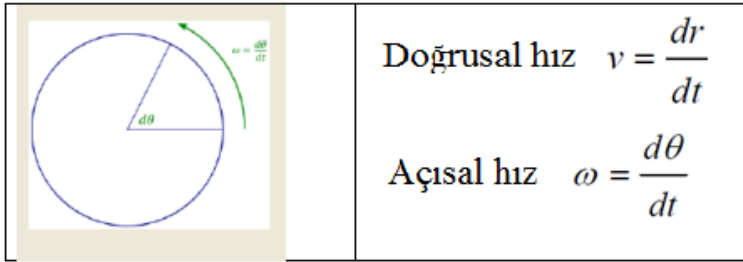 ω = dθ/dt
dθ
Doğrusal hız v = dr/dt
Açısal hız ω = dθ/dt